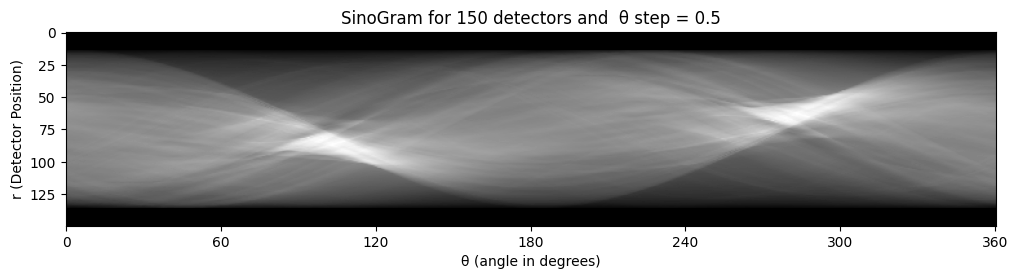 SinoGram for 150 detectors and  θ step = 0.5
r (Detector Position)
0
25
50
75
100
125
0 60 120 180 240 300 360
θ (angle in degrees)